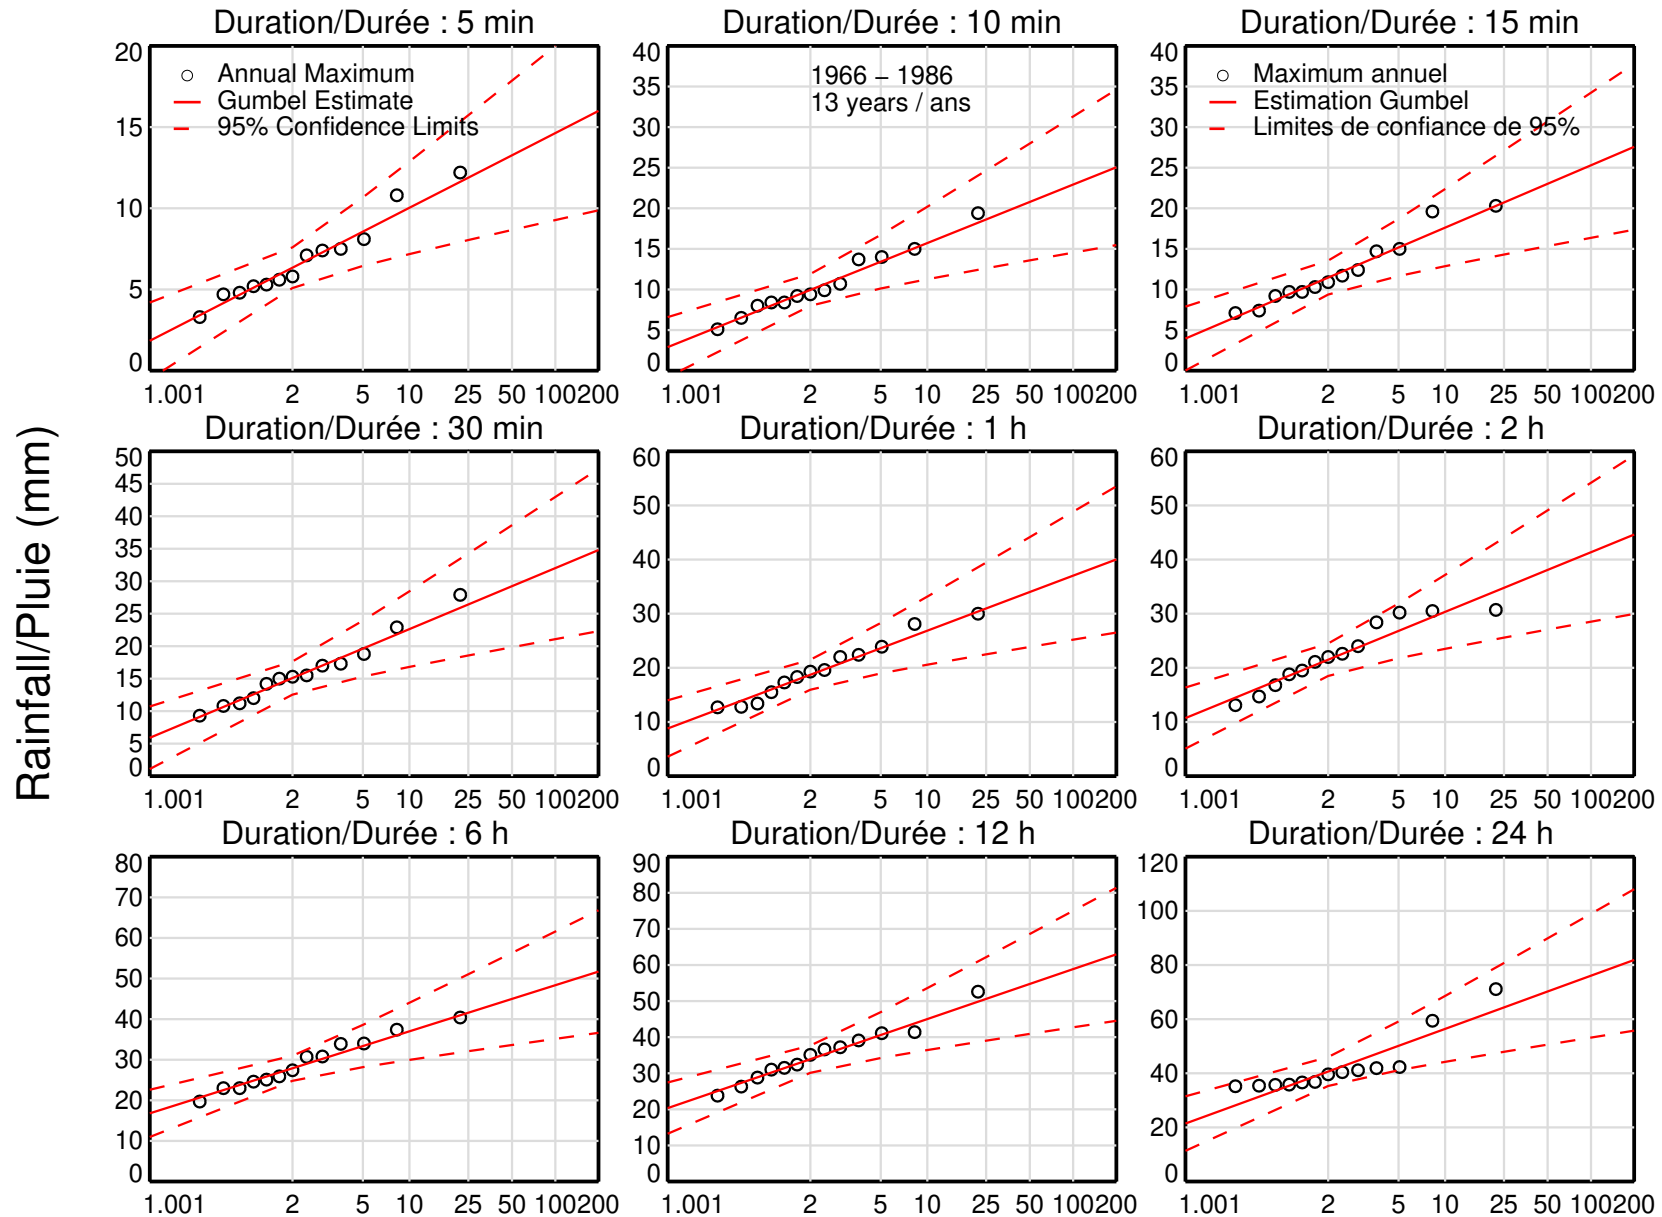 Duration/Durée : 5 min
20
15
10
5
0
Annual Maximum
Gumbel Estimate
95% Confidence Limits
1.001 2 5 10 25 50 100200
Duration/Durée : 10 min
40
35
30
25
20
15
10
5
0
1966 − 1986
13 years / ans
1.001 2 5 10 25 50 100200
Duration/Durée : 15 min
40
35
30
25
20
15
10
5
0
Maximum annuel
Estimation Gumbel
Limites de confiance de 95%
1.001 2 5 10 25 50 100200
Rainfall/Pluie (mm)
Duration/Durée : 30 min
50
45
40
35
30
25
20
15
10
5
0
1.001 2 5 10 25 50 100200
Duration/Durée : 1 h
60
50
40
30
20
10
0
1.001 2 5 10 25 50 100200
Duration/Durée : 2 h
60
50
40
30
20
10
0
1.001 2 5 10 25 50 100200
Duration/Durée : 6 h
80
70
60
50
40
30
20
10
0
1.001 2 5 10 25 50 100200
Duration/Durée : 12 h
90
80
70
60
50
40
30
20
10
0
1.001 2 5 10 25 50 100200
Duration/Durée : 24 h
120
100
80
60
40
20
0
1.001 2 5 10 25 50 100200